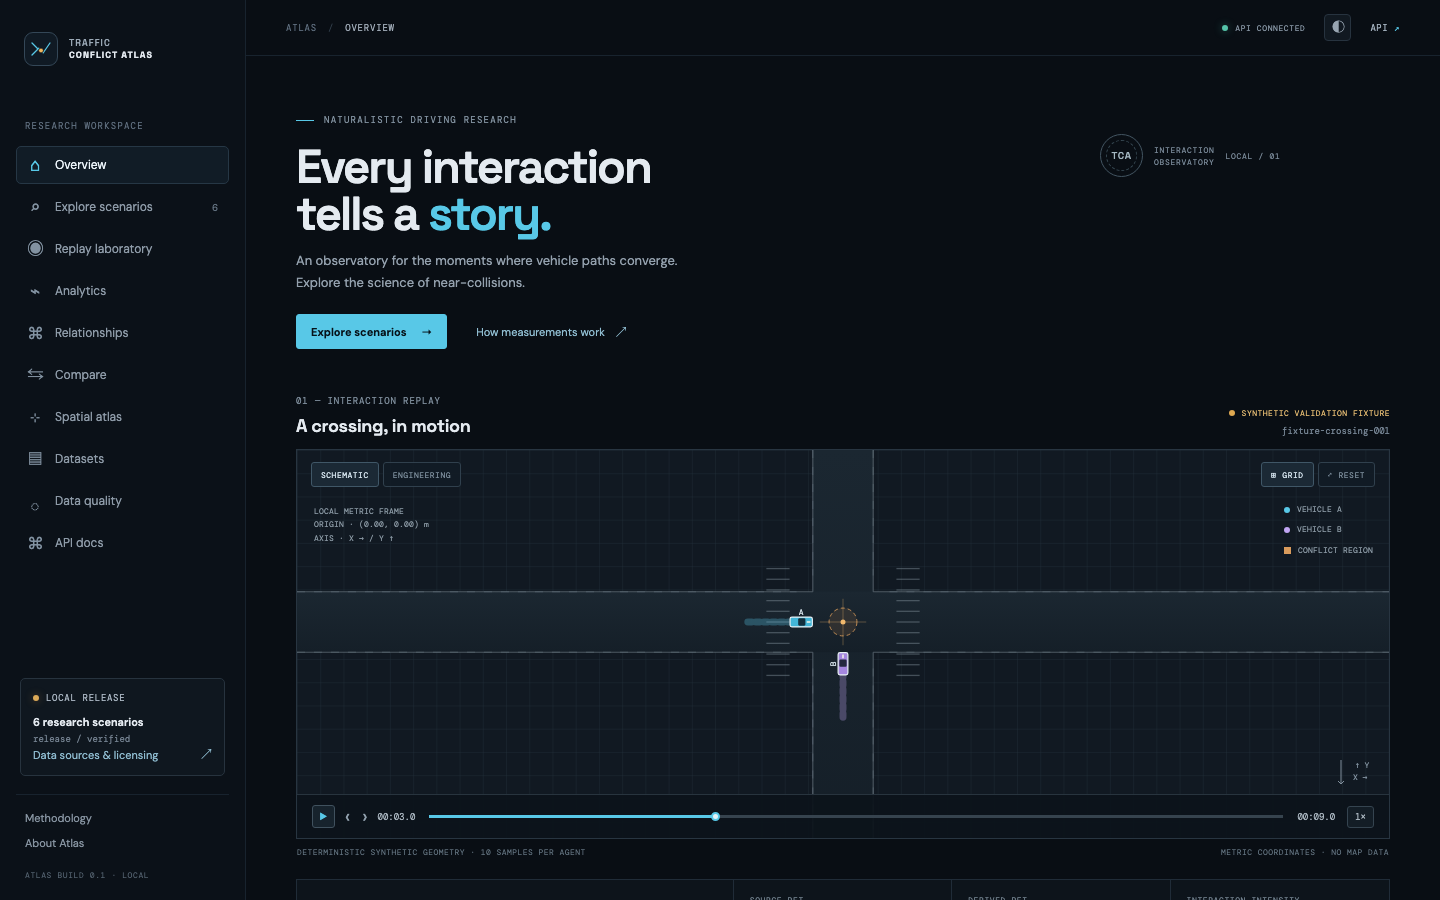 TRAFFIC
CONFLICT ATLAS
RESEARCH WORKSPACE
Overview
Explore scenarios 6
Replay laboratory
Analytics
Relationships
Compare
Spatial atlas
Datasets
Data quality
API docs
LOCAL RELEASE
6 research scenarios
release / verified
Data sources & licensing ↗
Methodology
About Atlas
ATLAS BUILD 0.1 · LOCAL
ATLAS / OVERVIEW
API CONNECTED
API ↗
NATURALISTIC DRIVING RESEARCH
Every interaction
tells a story.
An observatory for the moments where vehicle paths converge.
Explore the science of near-collisions.
Explore scenarios →
How measurements work ↗
TCA
INTERACTION
OBSERVATORY
LOCAL / 01
01 — INTERACTION REPLAY
A crossing, in motion
SYNTHETIC VALIDATION FIXTURE
fixture-crossing-001
SCHEMATIC
ENGINEERING
GRID
RESET
LOCAL METRIC FRAME
ORIGIN · (0.00, 0.00) m
AXIS · X → / Y ↑
VEHICLE A
VEHICLE B
CONFLICT REGION
A
B
↑ Y
X →
00:03.0
00:09.0
1×
DETERMINISTIC SYNTHETIC GEOMETRY · 10 SAMPLES PER AGENT
METRIC COORDINATES · NO MAP DATA
SOURCE PET
DERIVED PET
INTERACTION INTENSITY